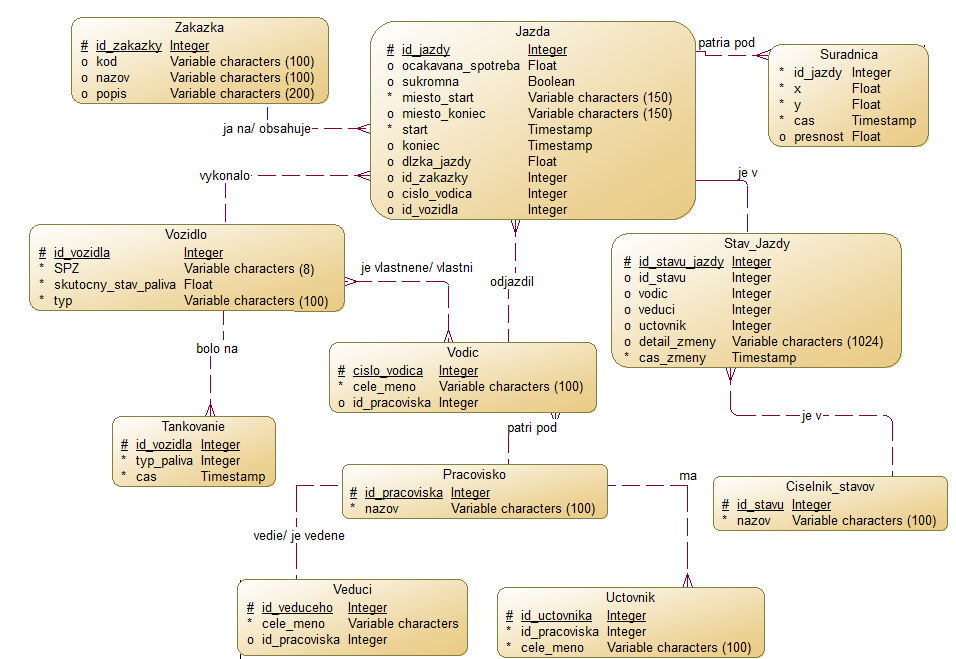 Zakazka
# id_zakazky Integer
o kod Variable characters (100)
o nazov Variable characters (100)
o popis Variable characters (200)
Jazda
# id_jazdy Integer
o ocakavana_spotreba Float
o sukromna Boolean
* miesto_start Variable characters (150)
o miesto_koniec Variable characters (150)
* start Timestamp
o koniec Timestamp
o dlzka_jazdy Float
o id_zakazky Integer
o cislo_vodica Integer
o id_vozidla Integer
patria pod
Suradnica
* id_jazdy Integer
* x Float
* y Float
* cas Timestamp
o presnost Float
ja na/ obsahuje
vykonalo
je v
Vozidlo
# id_vozidla Integer
* SPZ Variable characters (8)
* skutocny_stav_paliva Float
* typ Variable characters (100)
je vlastnene/ vlastni
odjazdil
Stav_Jazdy
# id_stavu_jazdy Integer
o id_stavu Integer
o vodic Integer
o veduci Integer
o uctovnik Integer
o detail_zmeny Variable characters (1024)
* cas_zmeny Timestamp
bolo na
Vodic
# cislo_vodica Integer
* cele_meno Variable characters (100)
o id_pracoviska Integer
Tankovanie
# id_vozidla Integer
* typ_paliva Integer
* cas Timestamp
patri pod
je v
Pracovisko
# id_pracoviska Integer
* nazov Variable characters (100)
ma
Ciselnik_stavov
# id_stavu Integer
* nazov Variable characters (100)
vedie/ je vedene
Veduci
# id_veduceho Integer
* cele_meno Variable characters
o id_pracoviska Integer
Uctovnik
# id_uctovnika Integer
* id_pracoviska Integer
* cele_meno Variable characters (100)